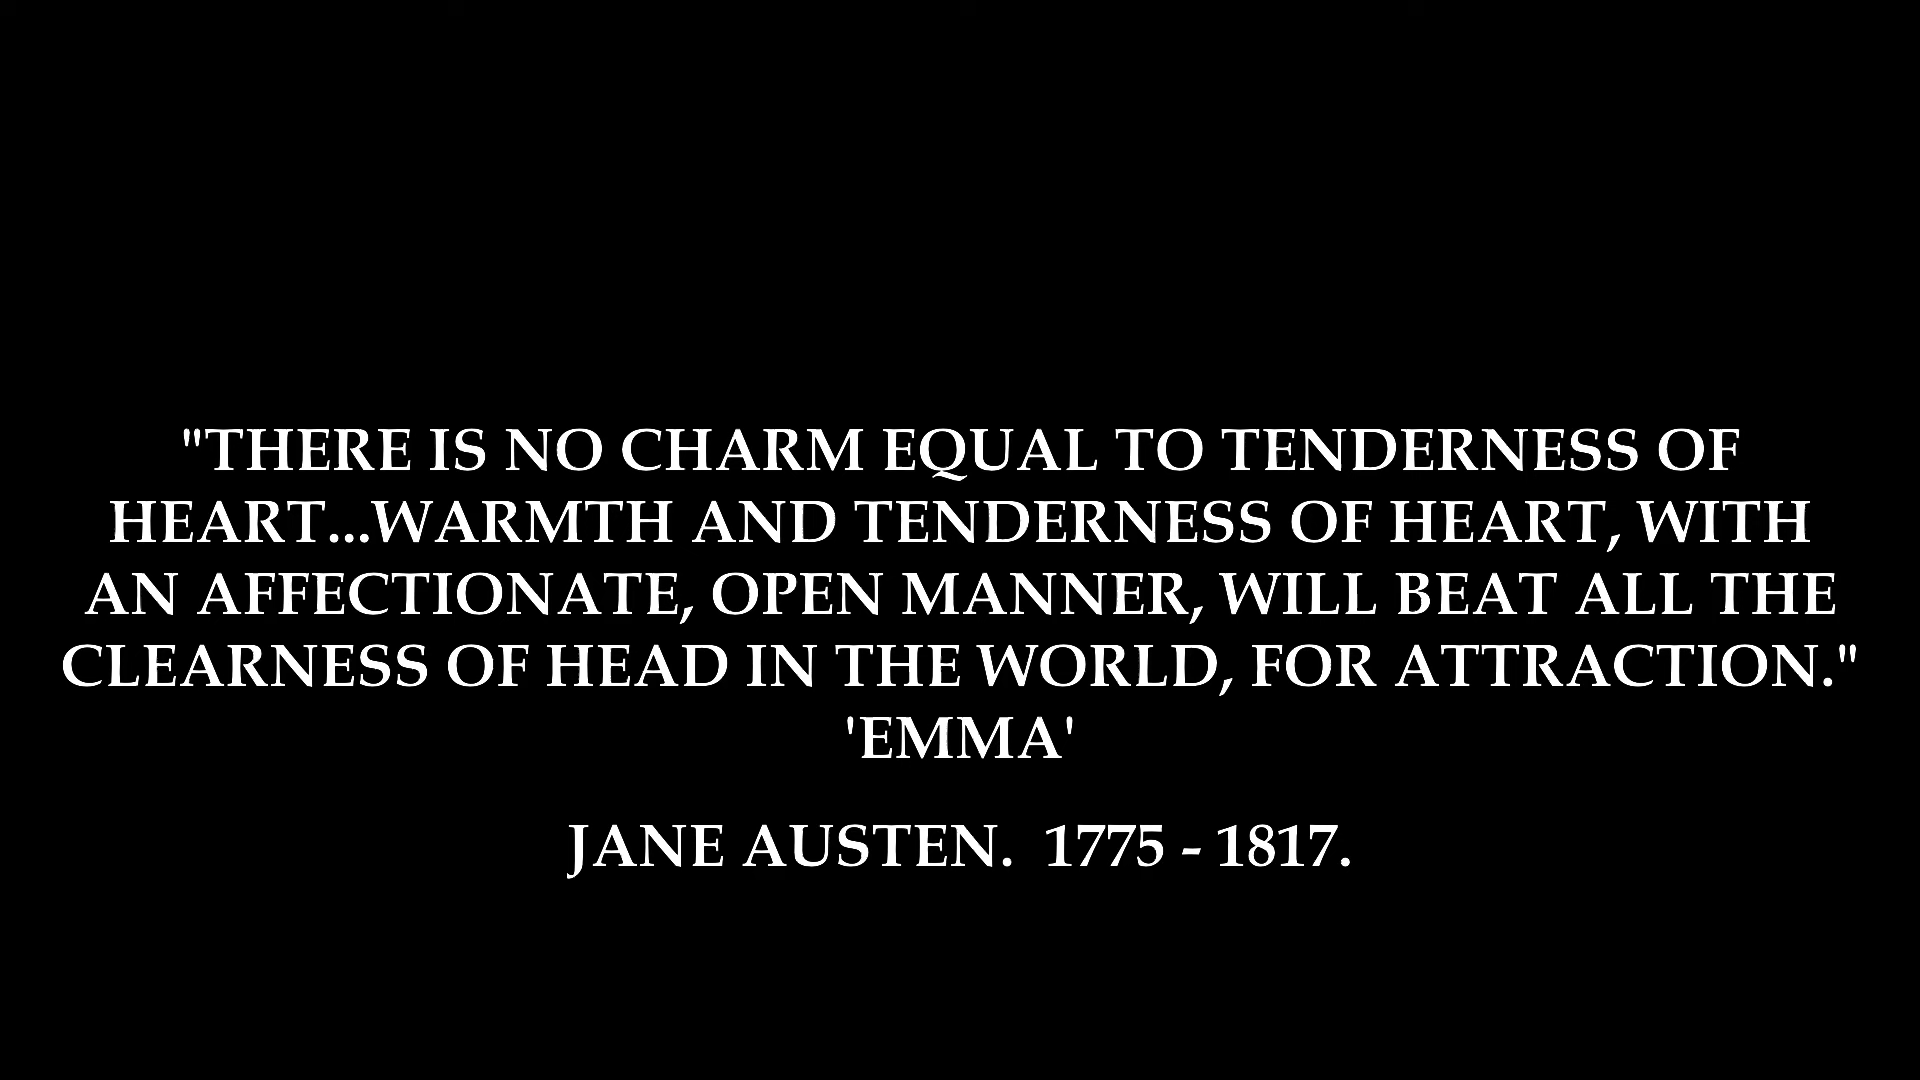 "THERE IS NO CHARM EQUAL TO TENDERNESS OF
HEART...WARMTH AND TENDERNESS OF HEART, WITH
AN AFFECTIONATE, OPEN MANNER, WILL BEAT ALL THE
CLEARNESS OF HEAD IN THE WORLD, FOR ATTRACTION."
'EMMA'
JANE AUSTEN.  1775 - 1817.